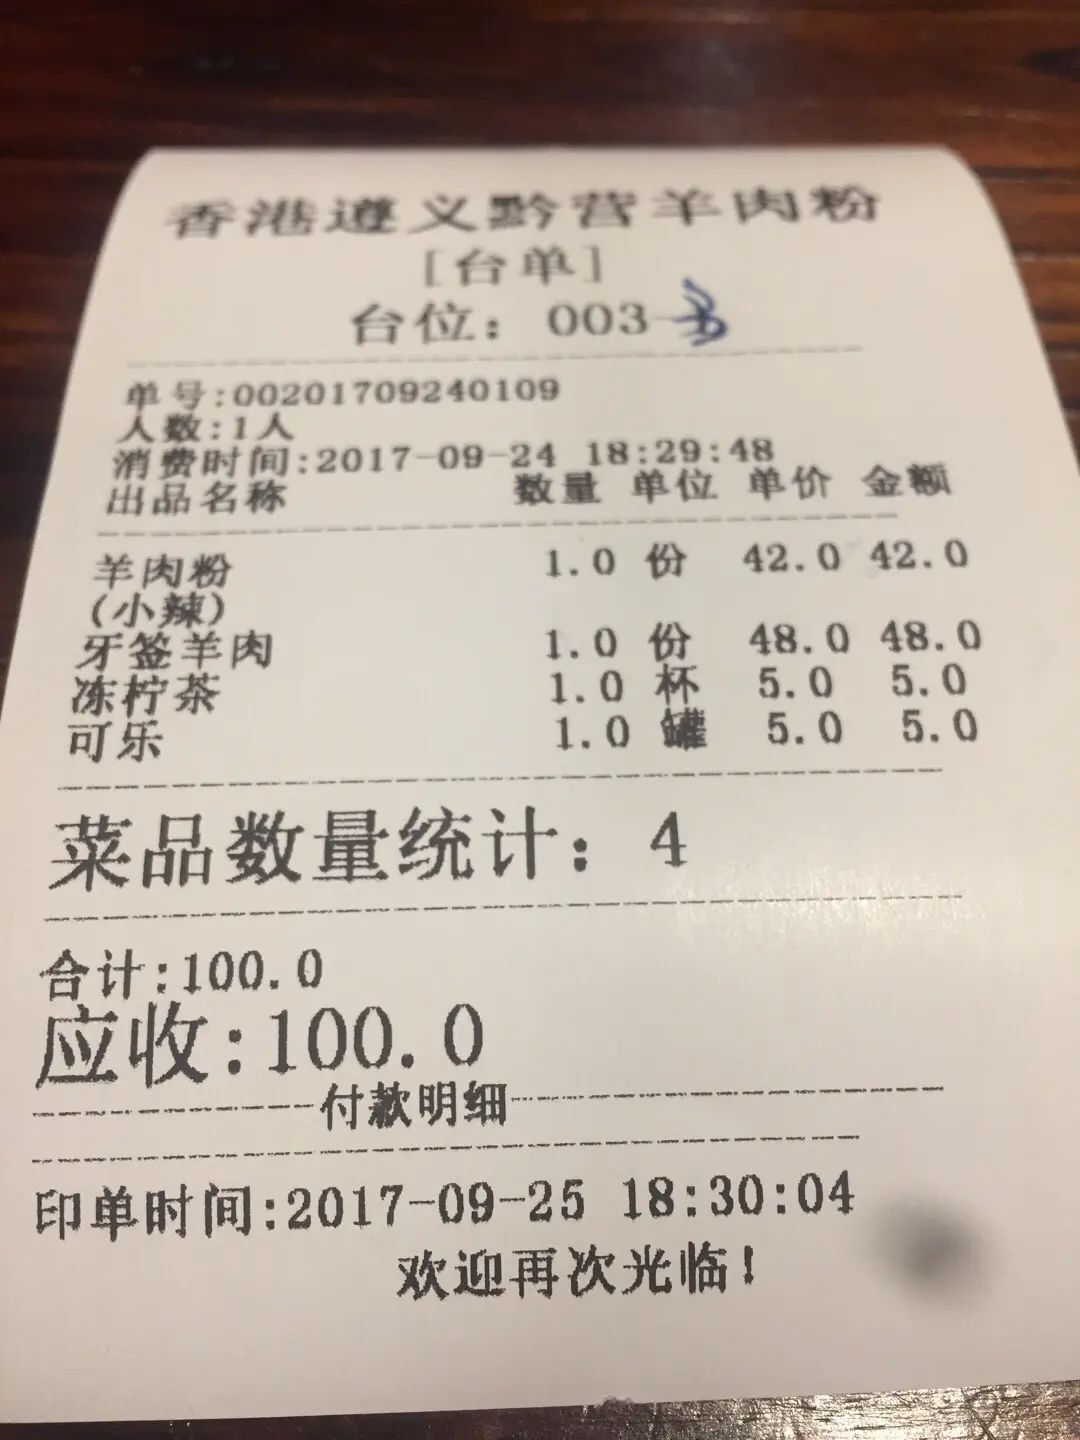 香港遵义黔营羊肉粉
[台单]
台位：003
单号:00201709240109
人数:1人
消费时间:2017-09-24 18:29:48
出品名称 数量 单位 单价 金额
羊肉粉 1.0 份 42.0 42.0
(小辣)
牙签羊肉 1.0 份 48.0 48.0
冻柠茶 1.0 杯 5.0 5.0
可乐 1.0 罐 5.0 5.0
菜品数量统计：4
合计:100.0
应收:100.0
付款明细
印单时间:2017-09-25 18:30:04
欢迎再次光临!